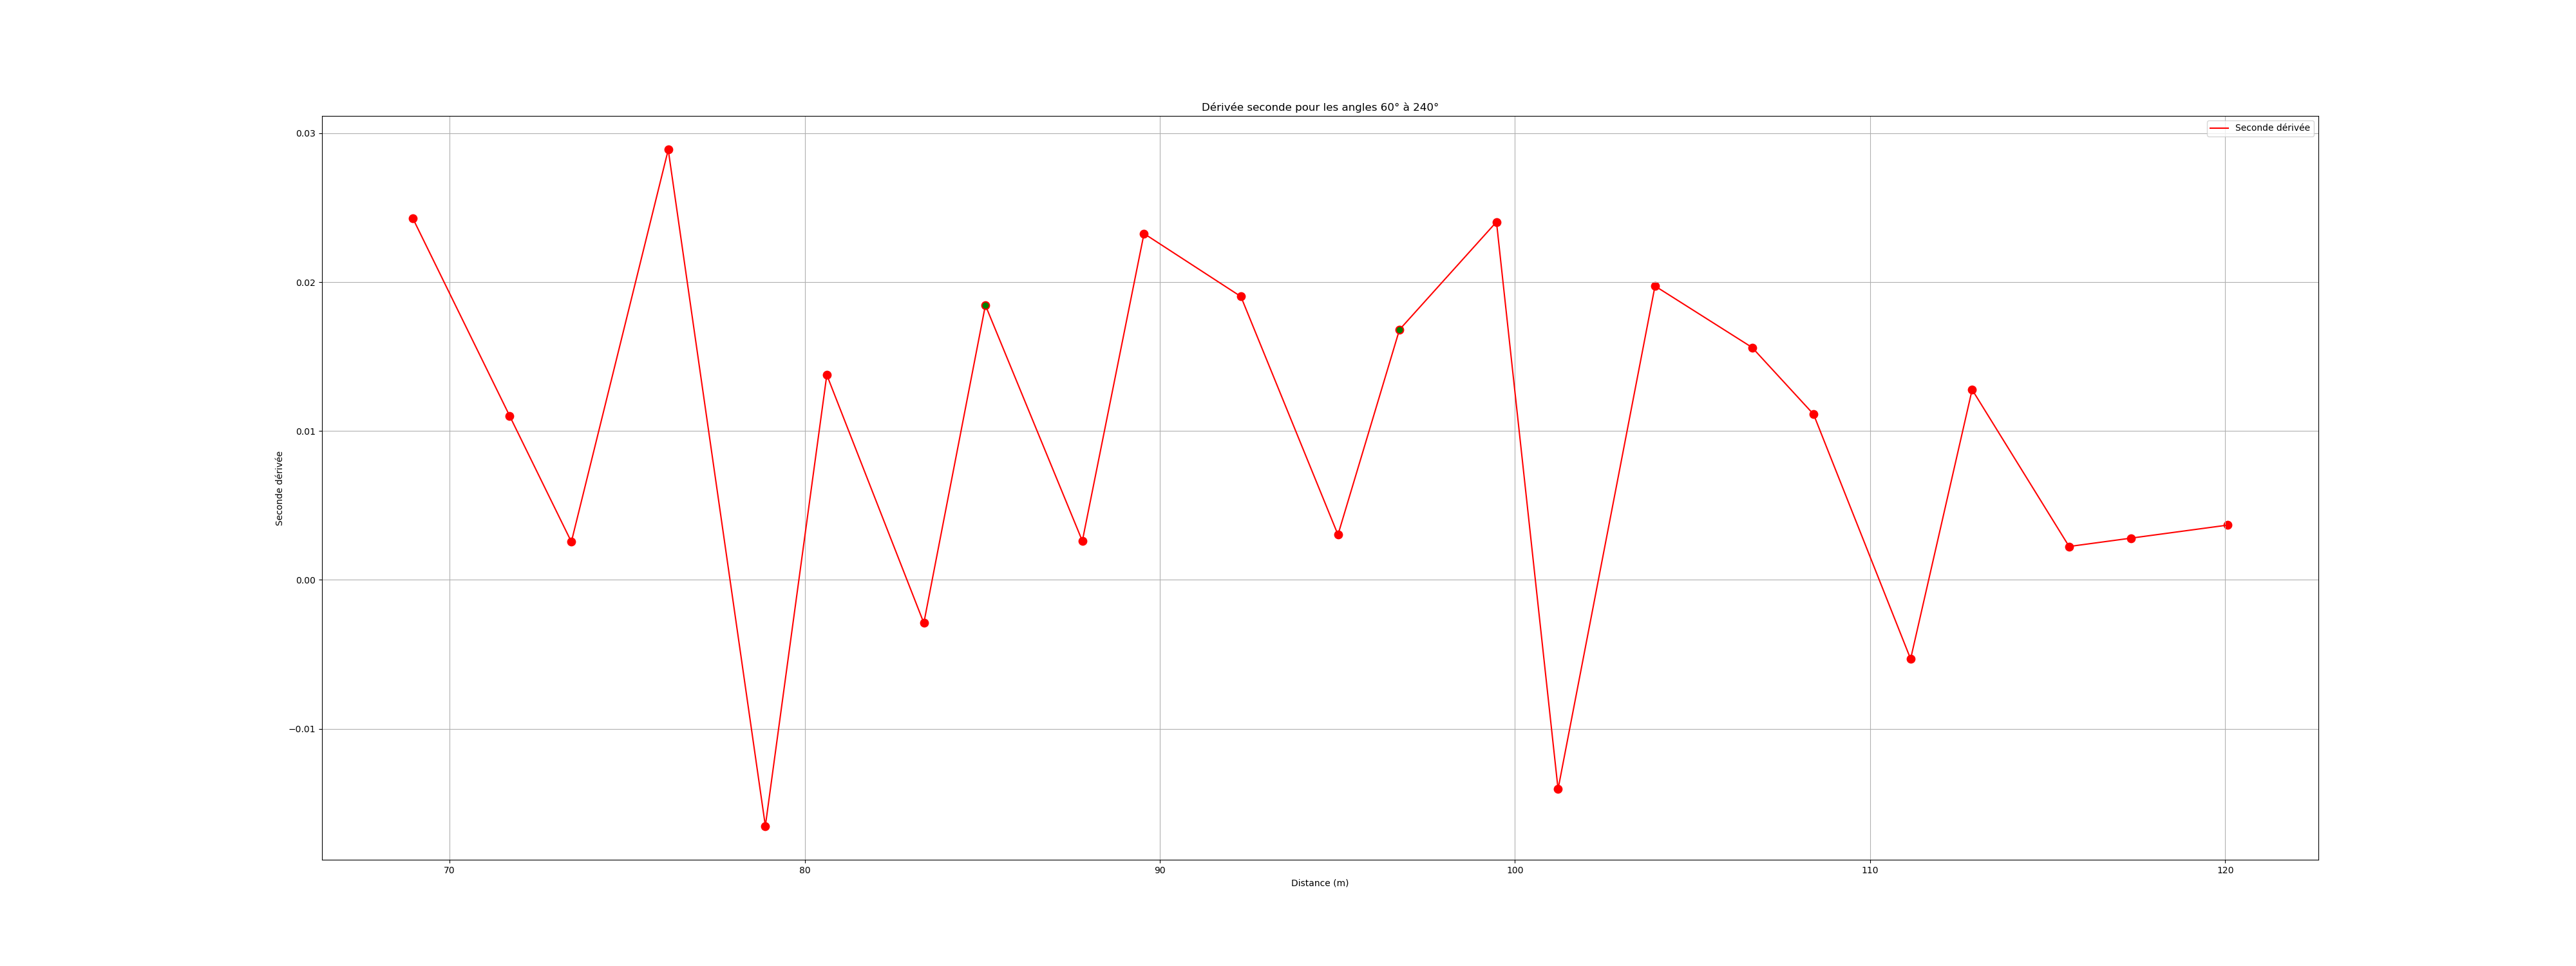 Dérivée seconde pour les angles 60° à 240°
Seconde dérivée
0.03
0.02
0.01
0.00
−0.01
Seconde dérivée
70 80 90 100 110 120
Distance (m)